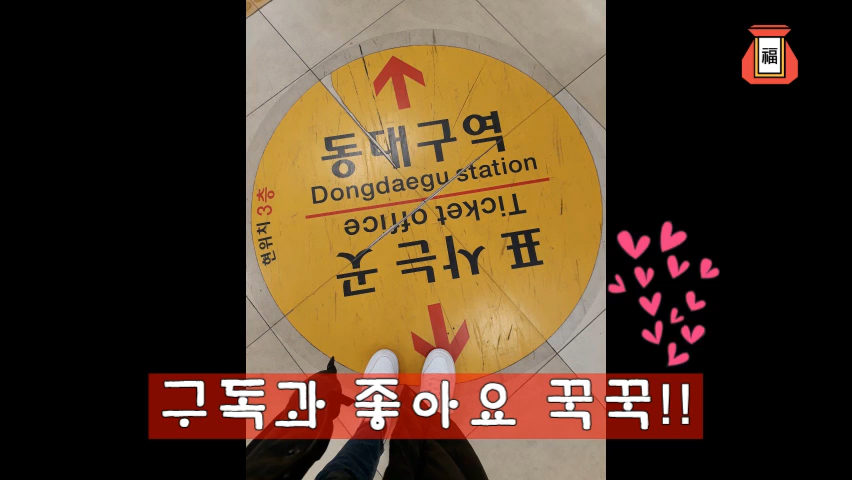 福
동대구역
Dongdaegu station
Ticket office
표 사는 곳
현위치 3층
구독과 좋아요 꾹꾹!!